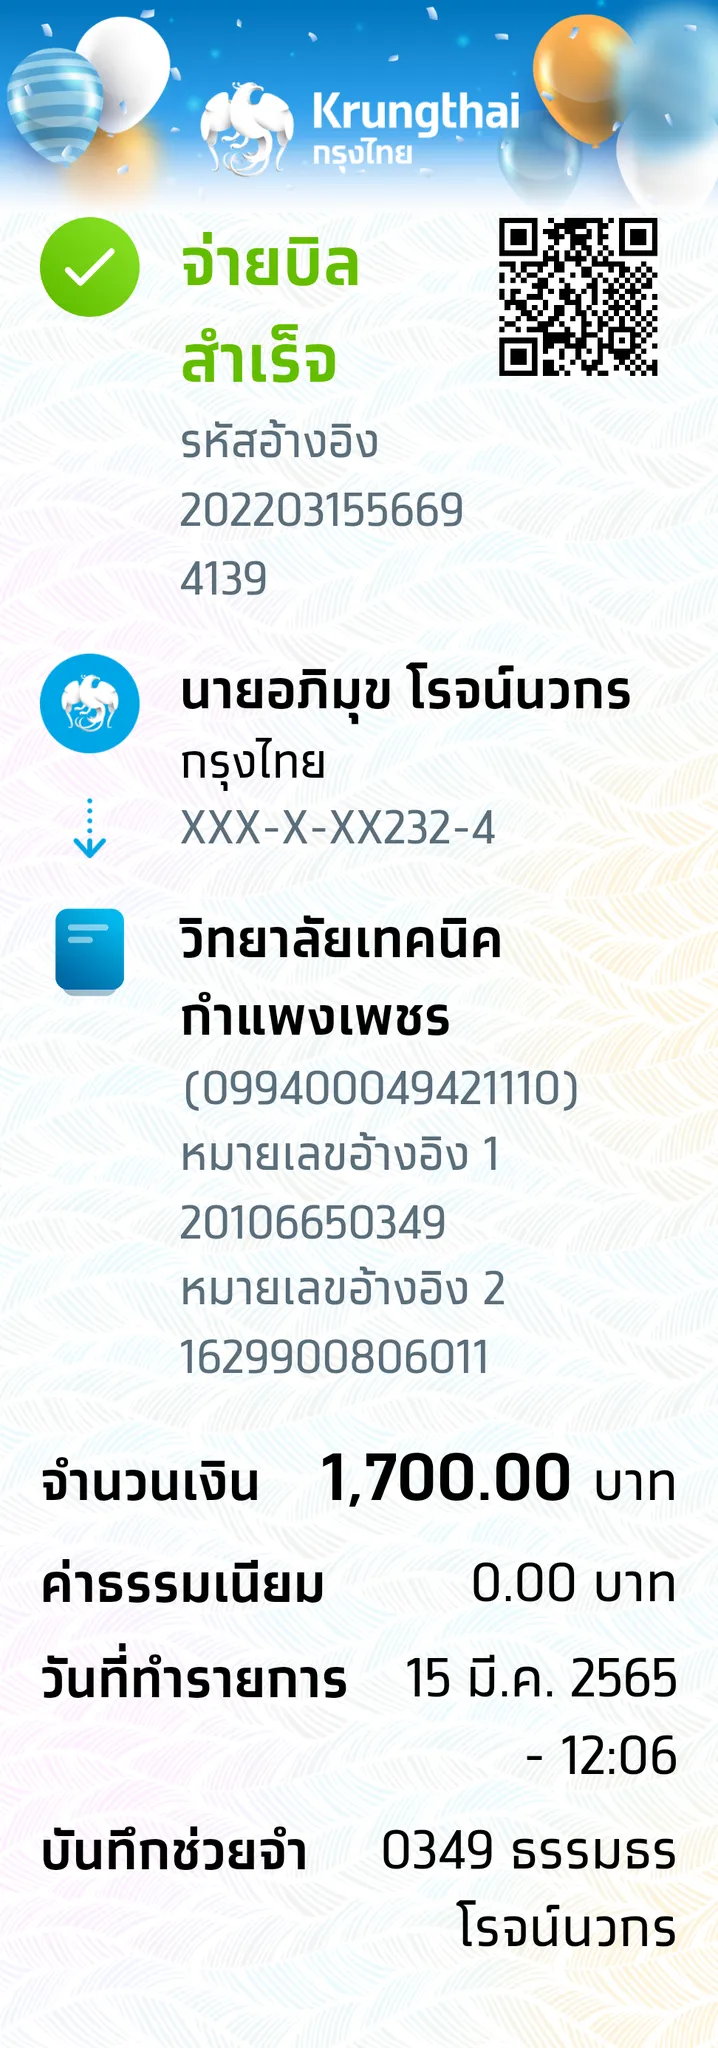 Krungthai
กรุงไทย
จ่ายบิล
สำเร็จ
รหัสอ้างอิง
202203155669
4139
นายอภิมุข โรจน์นวกร
กรุงไทย
XXX-X-XX232-4
วิทยาลัยเทคนิค
กำแพงเพชร
(099400049421110)
หมายเลขอ้างอิง 1
20106650349
หมายเลขอ้างอิง 2
1629900806011
จำนวนเงิน 1,700.00 บาท
ค่าธรรมเนียม 0.00 บาท
วันที่ทำรายการ 15 มี.ค. 2565
- 12:06
บันทึกช่วยจำ 0349 ธรรมธร
โรจน์นวกร